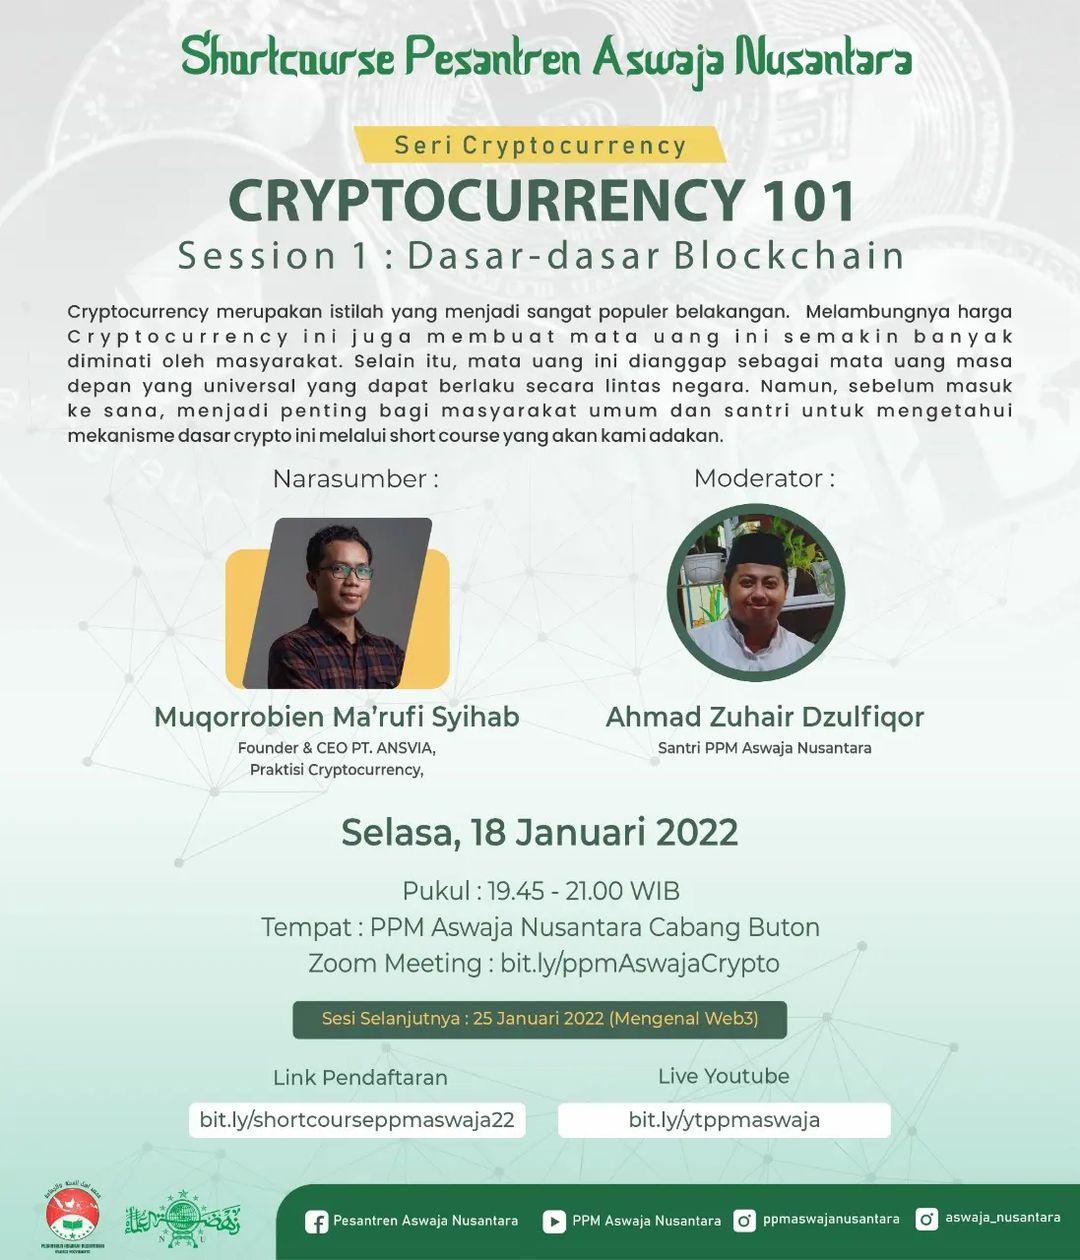 Shortcourse Pesantren Aswaja Nusantara
Seri Cryptocurrency
CRYPTOCURRENCY 101
Session 1 : Dasar-dasar Blockchain
Cryptocurrency merupakan istilah yang menjadi sangat populer belakangan. Melambungnya harga
Cryptocurrency ini juga membuat mata uang ini semakin banyak
diminati oleh masyarakat. Selain itu, mata uang ini dianggap sebagai mata uang masa
depan yang universal yang dapat berlaku secara lintas negara. Namun, sebelum masuk
ke sana, menjadi penting bagi masyarakat umum dan santri untuk mengetahui
mekanisme dasar crypto ini melalui short course yang akan kami adakan.
Narasumber :
Moderator :
Muqorrobien Ma'rufi Syihab
Founder & CEO PT. ANSVIA,
Praktisi Cryptocurrency,
Ahmad Zuhair Dzulfiqor
Santri PPM Aswaja Nusantara
Selasa, 18 Januari 2022
Pukul : 19.45 - 21.00 WIB
Tempat : PPM Aswaja Nusantara Cabang Buton
Zoom Meeting : bit.ly/ppmAswajaCrypto
Sesi Selanjutnya : 25 Januari 2022 (Mengenal Web3)
Link Pendaftaran
bit.ly/shortcourseppmaswaja22
Live Youtube
bit.ly/ytppmaswaja
Pesantren Aswaja Nusantara
PPM Aswaja Nusantara
ppmaswajanusantara
aswaja_nusantara